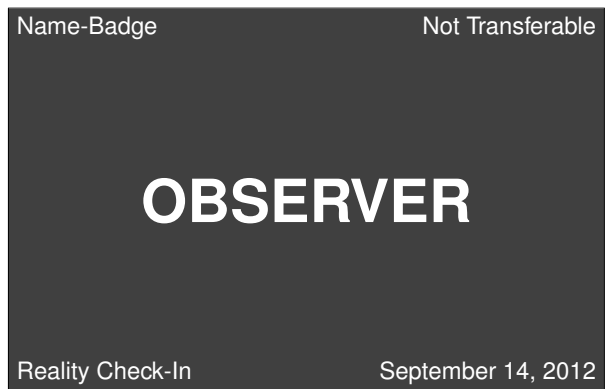 Name-Badge Not Transferable
OBSERVER
Reality Check-In September 14, 2012